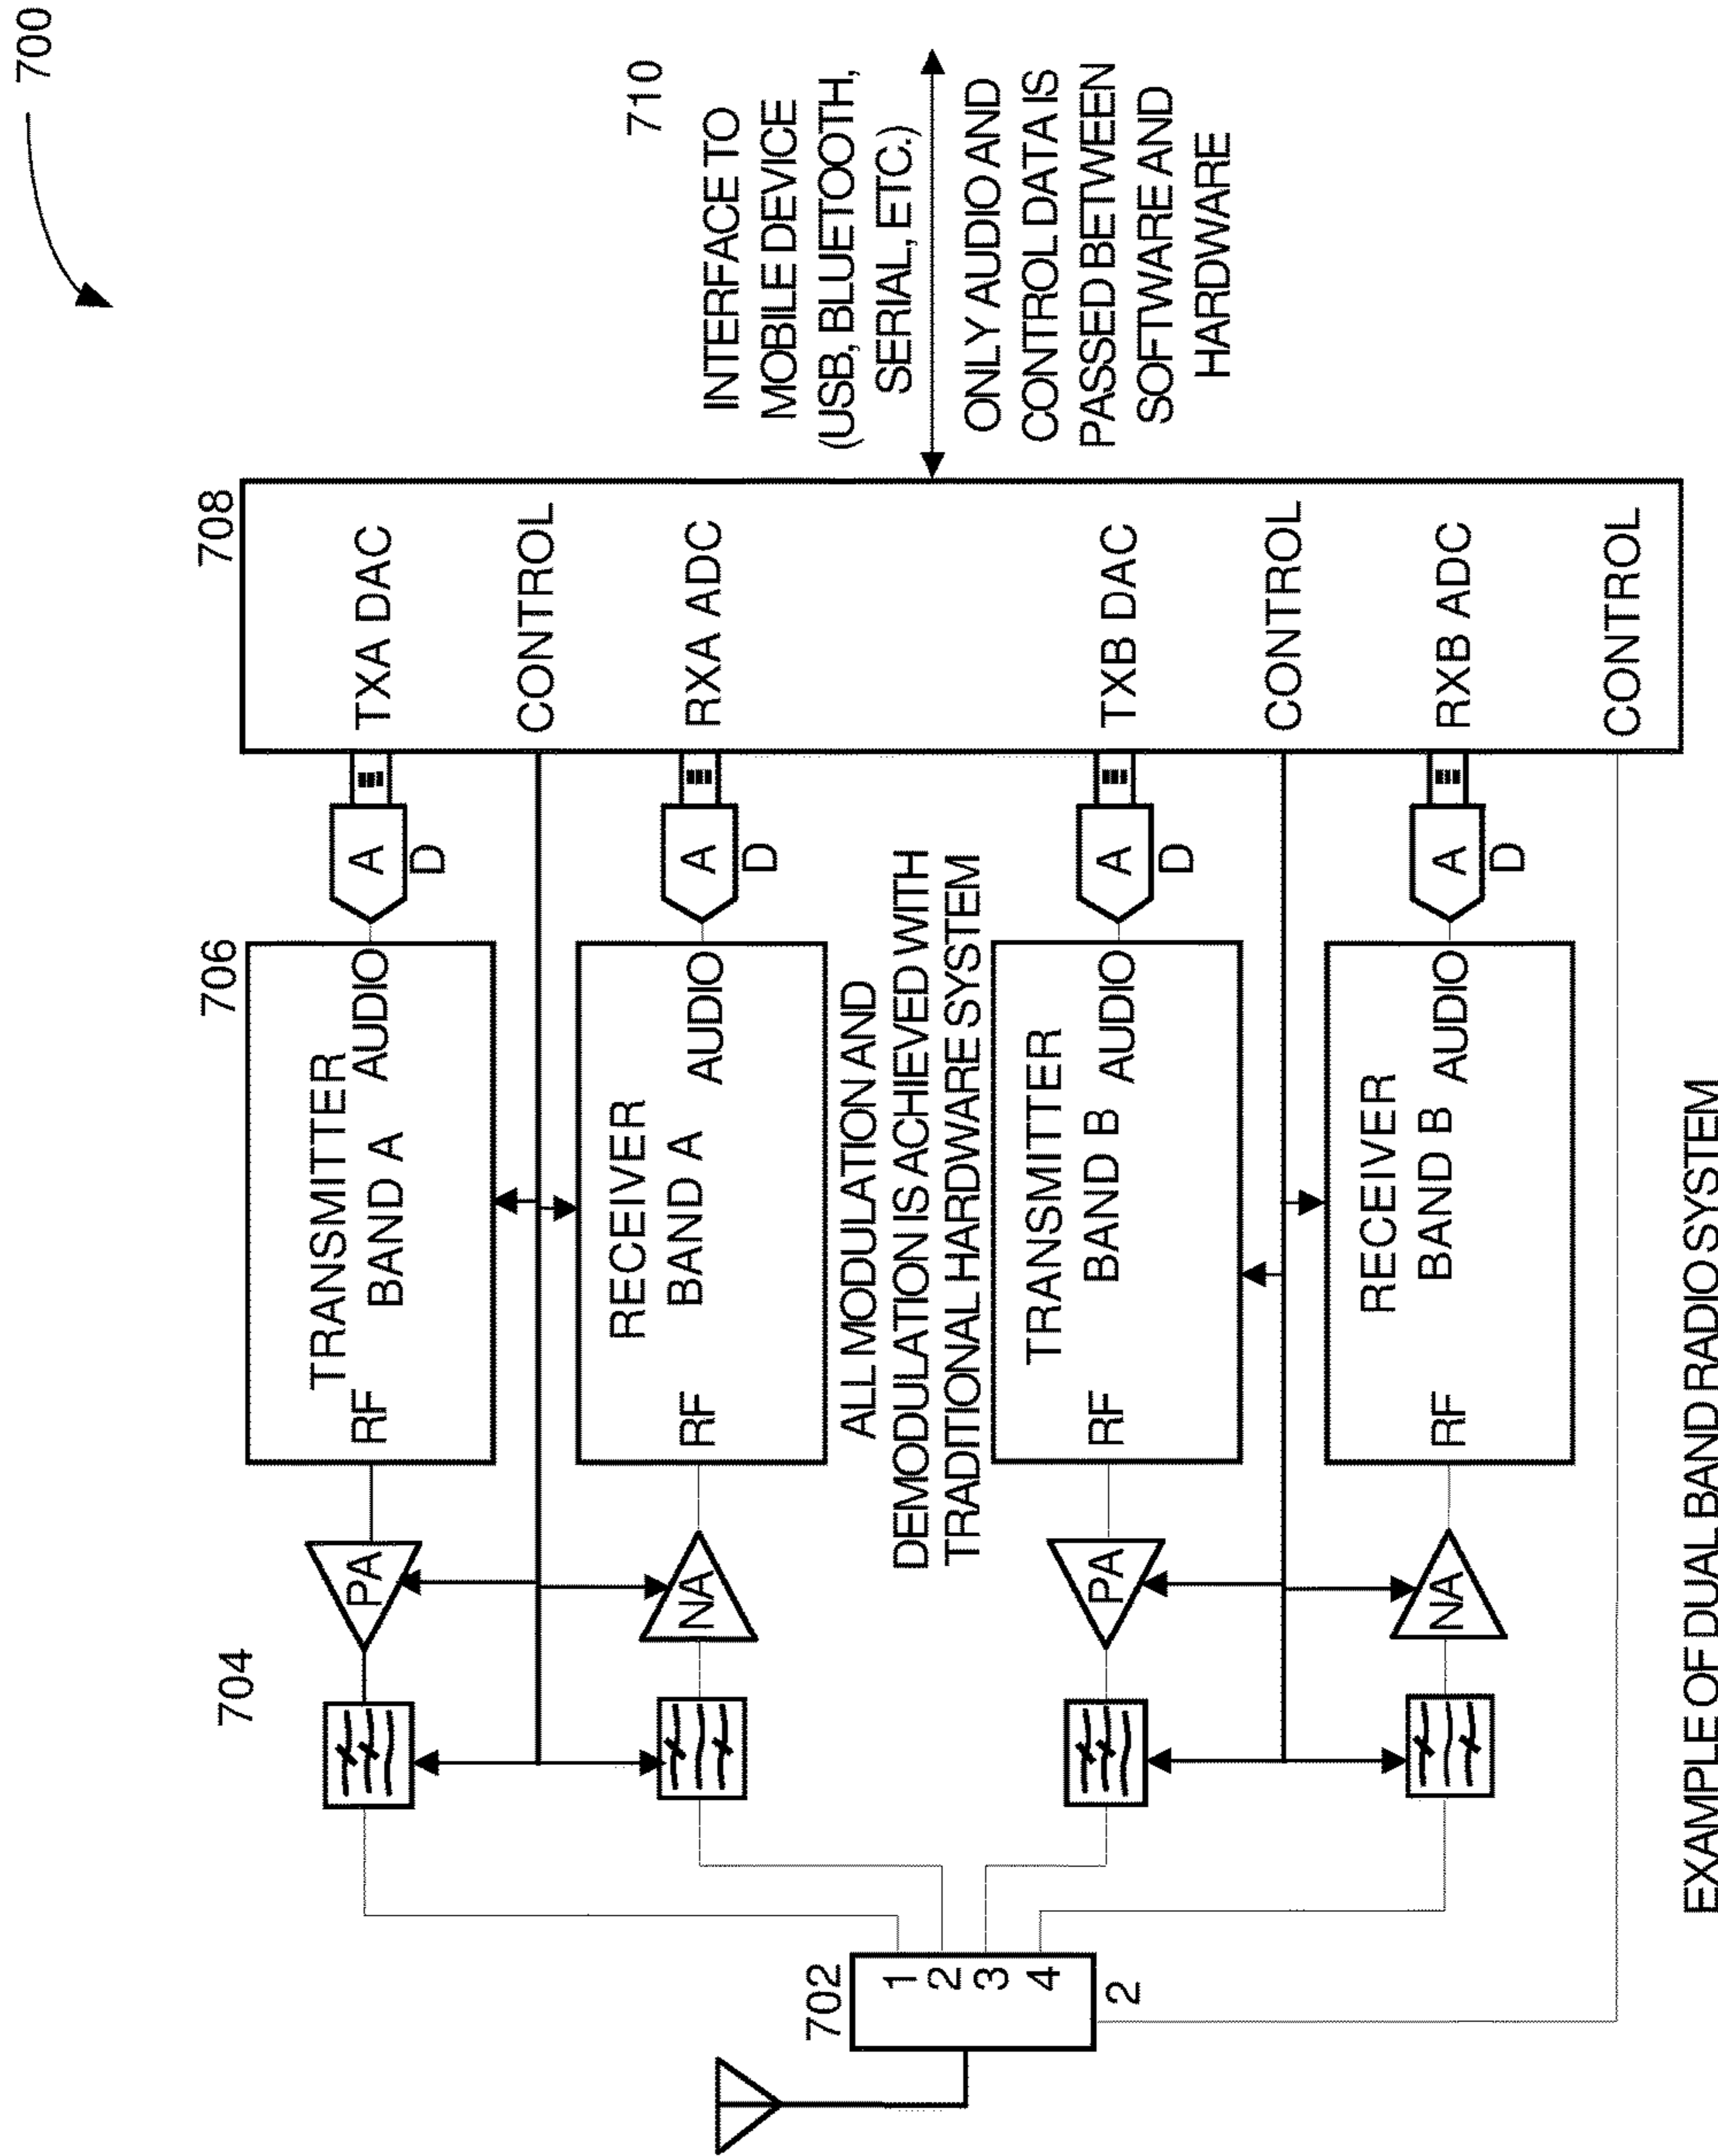 700
710
INTERFACE TO
MOBILE DEVICE
(USB, BLUETOOTH,
SERIAL, ETC.)
ONLY AUDIO AND
CONTROL DATA IS
PASSED BETWEEN
SOFTWARE AND
HARDWARE
708
TXA DAC
CONTROL
RXA ADC
TXB DAC
CONTROL
RXB ADC
CONTROL
A
D
A
D
A
D
A
D
706
TRANSMITTER
BAND A
RF
AUDIO
RECEIVER
BAND A
RF
AUDIO
ALL MODULATION AND
DEMODULATION IS ACHIEVED WITH
TRADITIONAL HARDWARE SYSTEM
TRANSMITTER
BAND B
RF
AUDIO
RECEIVER
BAND B
RF
AUDIO
704
PA
NA
PA
NA
702
1
2
3
4
2
EXAMPLE OF DUAL BAND RADIO SYSTEM